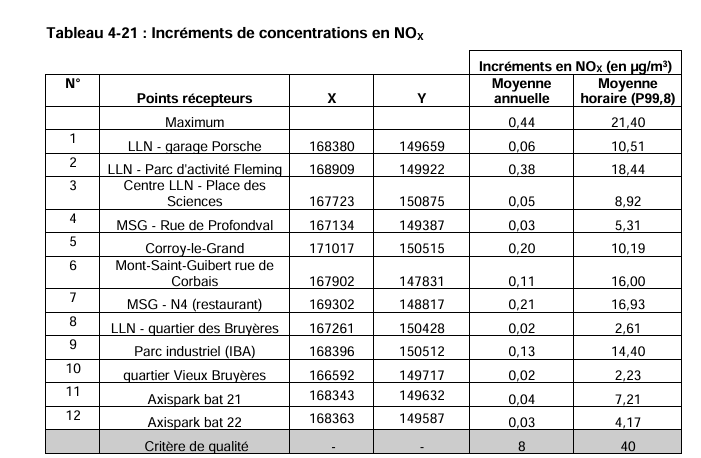 Tableau 4-21 : Incréments de concentrations en NOX
Incréments en NOX (en µg/m³)
N° Points récepteurs X Y Moyenne annuelle Moyenne horaire (P99,8)
Maximum 0,44 21,40
1 LLN - garage Porsche 168380 149659 0,06 10,51
2 LLN - Parc d'activité Fleming 168909 149922 0,38 18,44
3 Centre LLN - Place des
Sciences 167723 150875 0,05 8,92
4 MSG - Rue de Profondval 167134 149387 0,03 5,31
5 Corroy-le-Grand 171017 150515 0,20 10,19
6 Mont-Saint-Guibert rue de
Corbais 167902 147831 0,11 16,00
7 MSG - N4 (restaurant) 169302 148817 0,21 16,93
8 LLN - quartier des Bruyères 167261 150428 0,02 2,61
9 Parc industriel (IBA) 168396 150512 0,13 14,40
10 quartier Vieux Bruyères 166592 149717 0,02 2,23
11 Axispark bat 21 168343 149632 0,04 7,21
12 Axispark bat 22 168363 149587 0,03 4,17
Critère de qualité - - 8 40